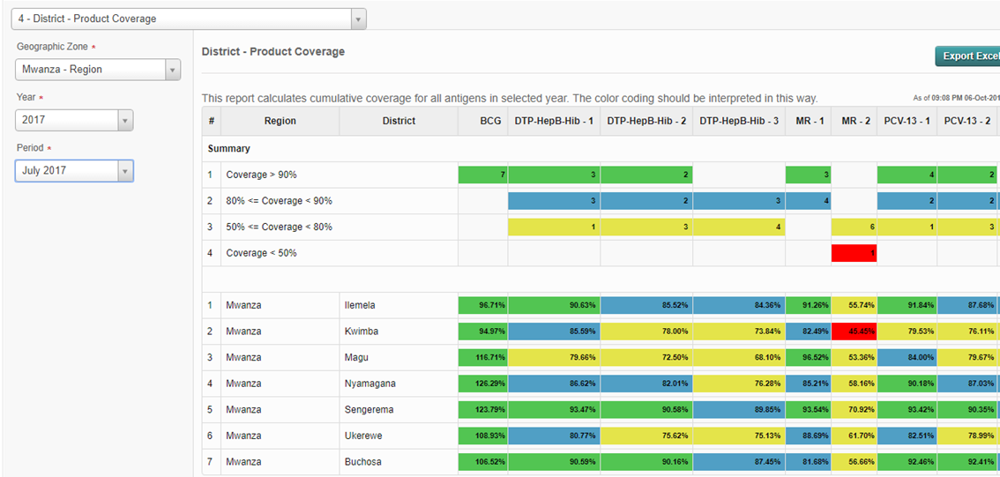 4 - District - Product Coverage
Geographic Zone *
Mwanza - Region
Year *
2017
Period *
July 2017
District - Product Coverage
Export Excel
This report calculates cumulative coverage for all antigens in selected year. The color coding should be interpreted in this way.
As of 09:08 PM 06-Oct-201
# Region District BCG DTP-HepB-Hib - 1 DTP-HepB-Hib - 2 DTP-HepB-Hib - 3 MR - 1 MR - 2 PCV-13 - 1 PCV-13 - 2
Summary
1 Coverage > 90% 7 3 2 3 4 2
2 80% <= Coverage < 90% 3 2 3 4 2 2
3 50% <= Coverage < 80% 1 3 4 6 1 3
4 Coverage < 50% 1
1 Mwanza Ilemela 96.71% 90.63% 85.52% 84.36% 91.26% 55.74% 91.84% 87.68%
2 Mwanza Kwimba 94.97% 85.59% 78.00% 73.84% 82.49% 45.45% 79.53% 76.11%
3 Mwanza Magu 116.71% 79.66% 72.50% 68.10% 96.52% 53.36% 84.00% 79.67%
4 Mwanza Nyamagana 126.29% 86.62% 82.01% 76.28% 85.21% 58.16% 90.18% 87.03%
5 Mwanza Sengerema 123.79% 93.47% 90.58% 89.85% 93.54% 70.92% 93.42% 90.35%
6 Mwanza Ukerewe 108.93% 80.77% 75.62% 75.13% 88.69% 61.70% 82.51% 78.99%
7 Mwanza Buchosa 106.52% 90.59% 90.16% 87.45% 81.68% 56.66% 92.46% 92.41%